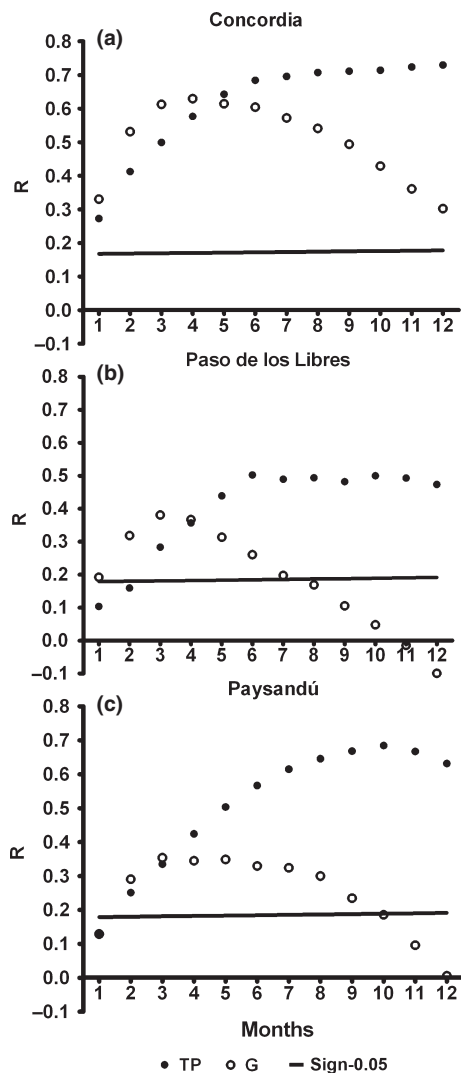 Concordia
(a)
0.8
0.7
0.6
0.5
0.4
0.3
0.2
0.1
0.0
–0.1
R
1 2 3 4 5 6 7 8 9 10 11 12
Paso de los Libres
(b)
0.8
0.7
0.6
0.5
0.4
0.3
0.2
0.1
0.0
–0.1
R
1 2 3 4 5 6 7 8 9 10 11 12
Paysandú
(c)
0.8
0.7
0.6
0.5
0.4
0.3
0.2
0.1
0.0
–0.1
R
1 2 3 4 5 6 7 8 9 10 11 12
Months
TP G Sign-0.05